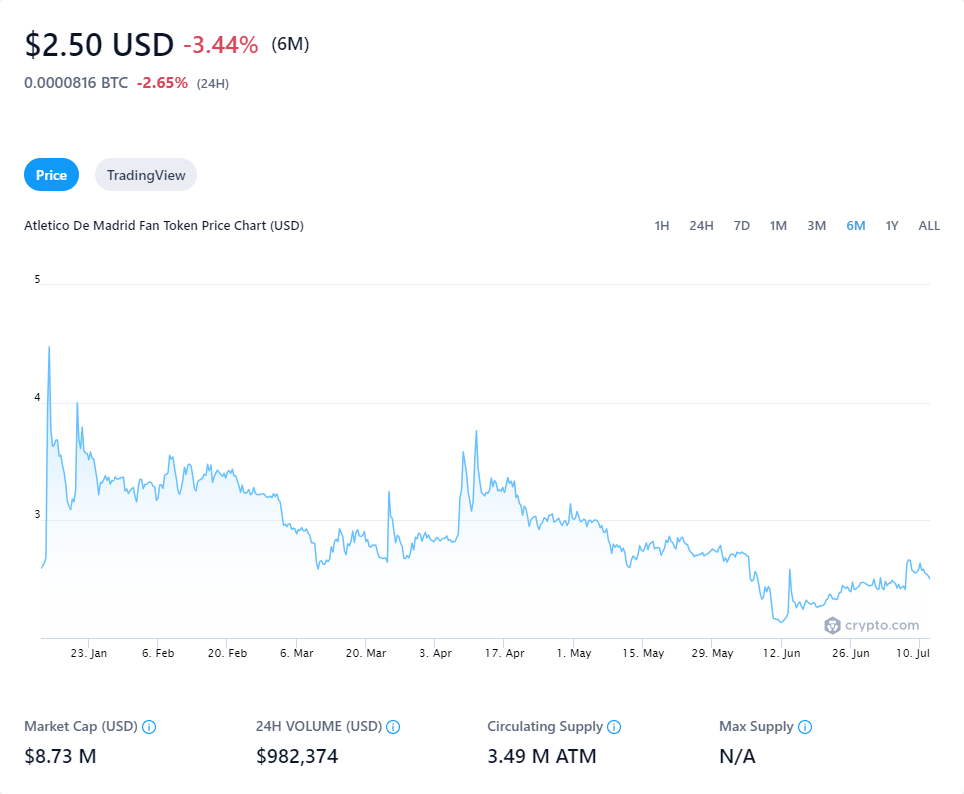 $2.50 USD -3.44% (6M)
0.0000816 BTC -2.65% (24H)
Price TradingView
Atletico De Madrid Fan Token Price Chart (USD) 1H 24H 7D 1M 3M 6M 1Y ALL
5
4
3
crypto.com
23. Jan 6. Feb 20. Feb 6. Mar 20. Mar 3. Apr 17. Apr 1. May 15. May 29. May 12. Jun 26. Jun 10. Jul
Market Cap (USD) 24H VOLUME (USD) Circulating Supply Max Supply
$8.73 M $982,374 3.49 M ATM N/A